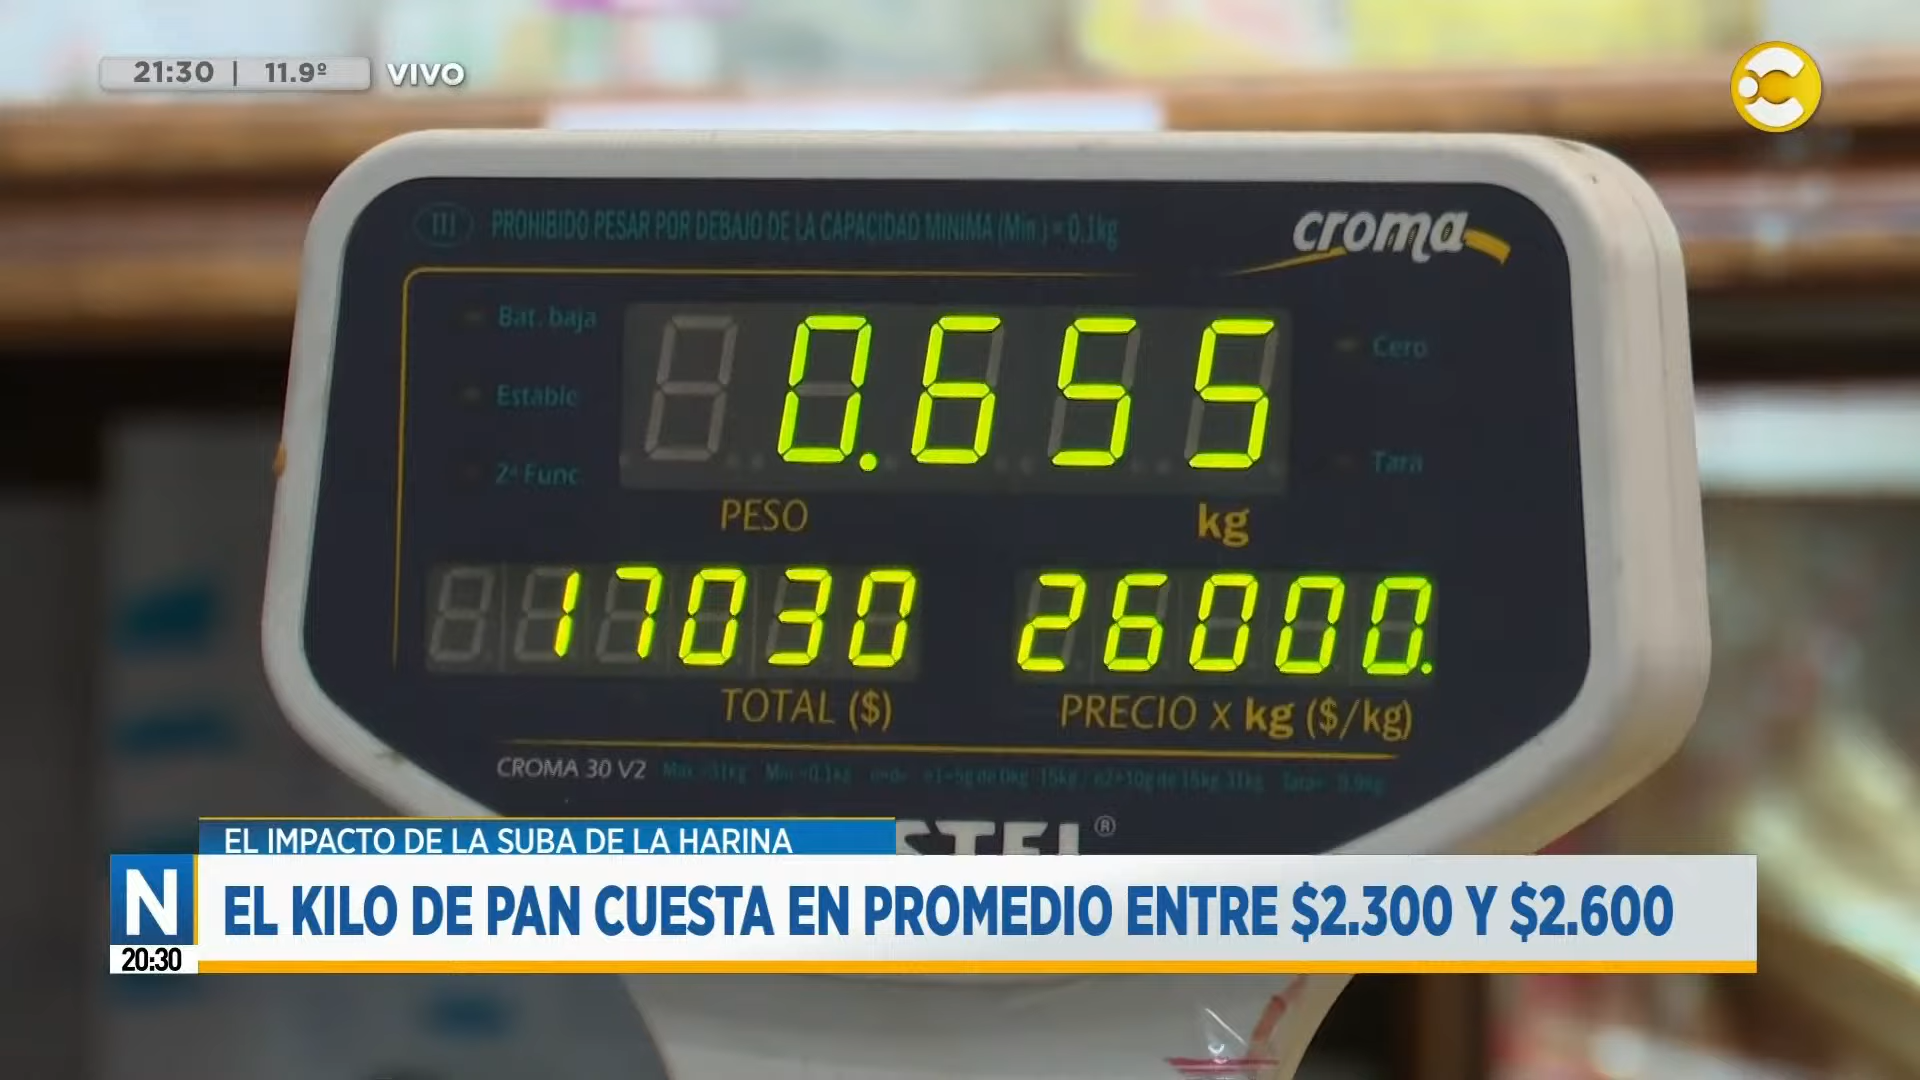 21:30 | 11.9º VIVO
III PROHIBIDO PESAR POR DEBAJO DE LA CAPACIDAD MINIMA (Min) = 0,1kg
croma
Bat. baja
0.655
Cero
Estable
2ª Func
Tara
PESO kg
17030 26000.
TOTAL ($) PRECIO X kg ($/kg)
CROMA 30 V2
EL IMPACTO DE LA SUBA DE LA HARINA
N EL KILO DE PAN CUESTA EN PROMEDIO ENTRE $2.300 Y $2.600
20:30